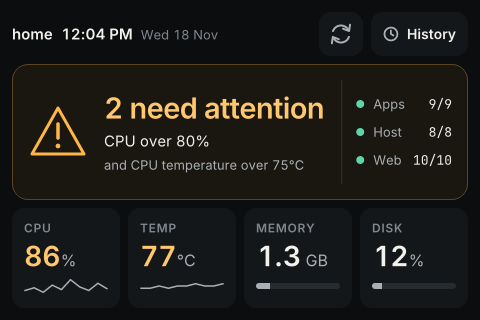 home 12:04 PM Wed 18 Nov
History
2 need attention
CPU over 80%
and CPU temperature over 75°C
Apps 9/9
Host 8/8
Web 10/10
CPU
86%
TEMP
77°C
MEMORY
1.3 GB
DISK
12%